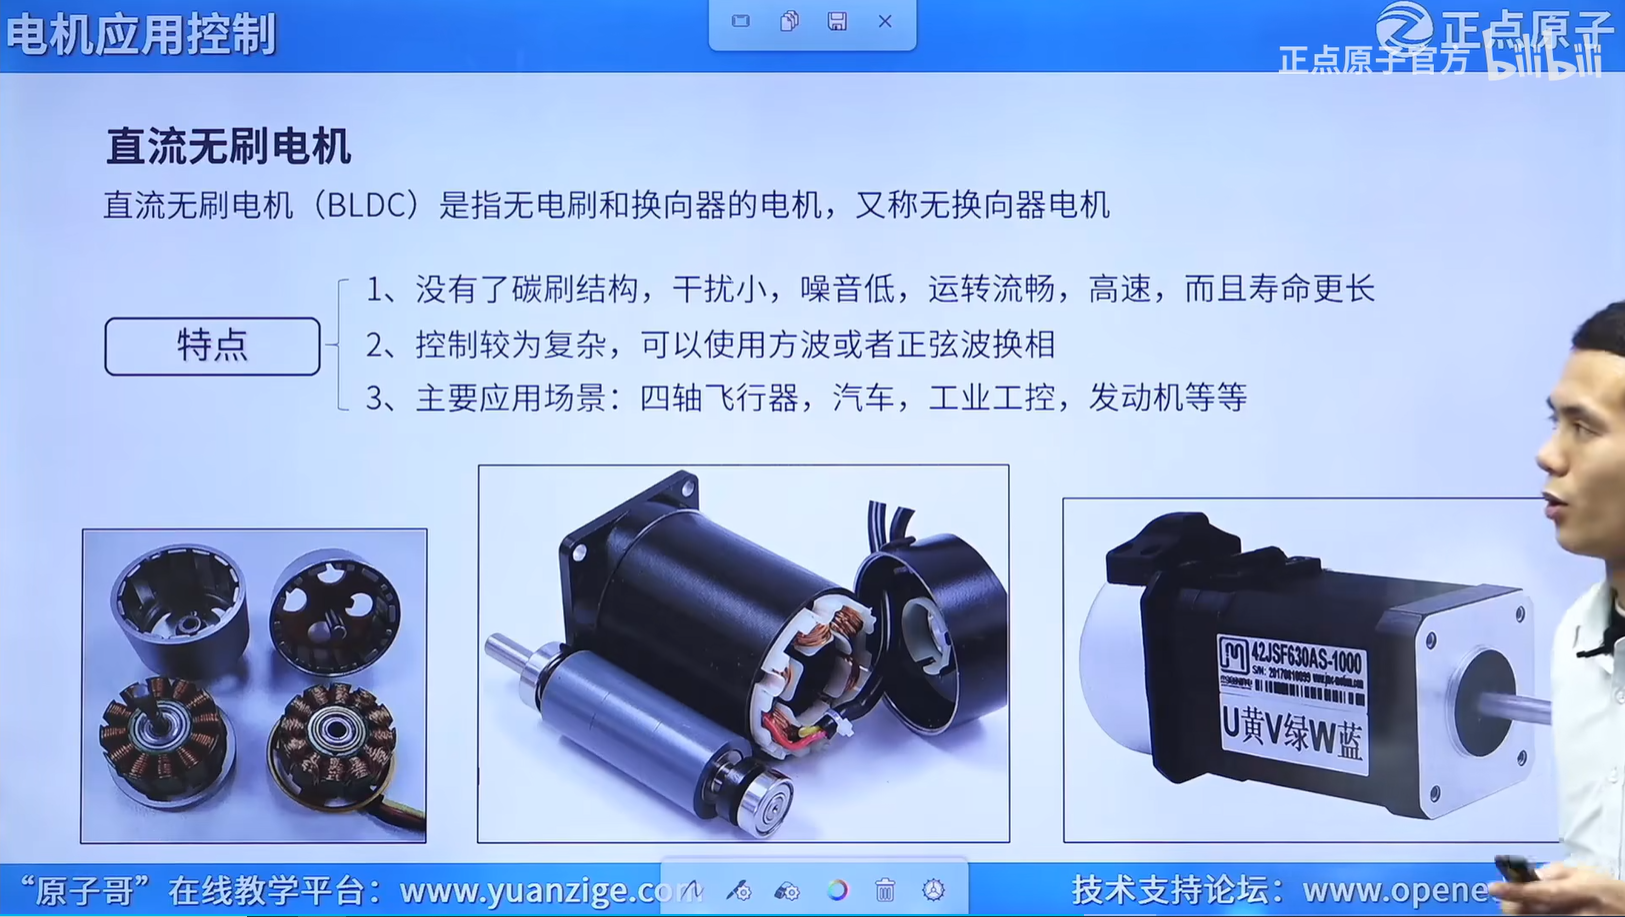 电机应用控制
正点原子
正点原子官方 bilibili
直流无刷电机
直流无刷电机（BLDC）是指无电刷和换向器的电机，又称无换向器电机
特点
1、没有了碳刷结构，干扰小，噪音低，运转流畅，高速，而且寿命更长
2、控制较为复杂，可以使用方波或者正弦波换相
3、主要应用场景：四轴飞行器，汽车，工业工控，发动机等等
42JSF630AS-1000
S/N: 20170810099
U黄V绿W蓝
“原子哥”在线教学平台：www.yuanzige.com
技术支持论坛：www.opene